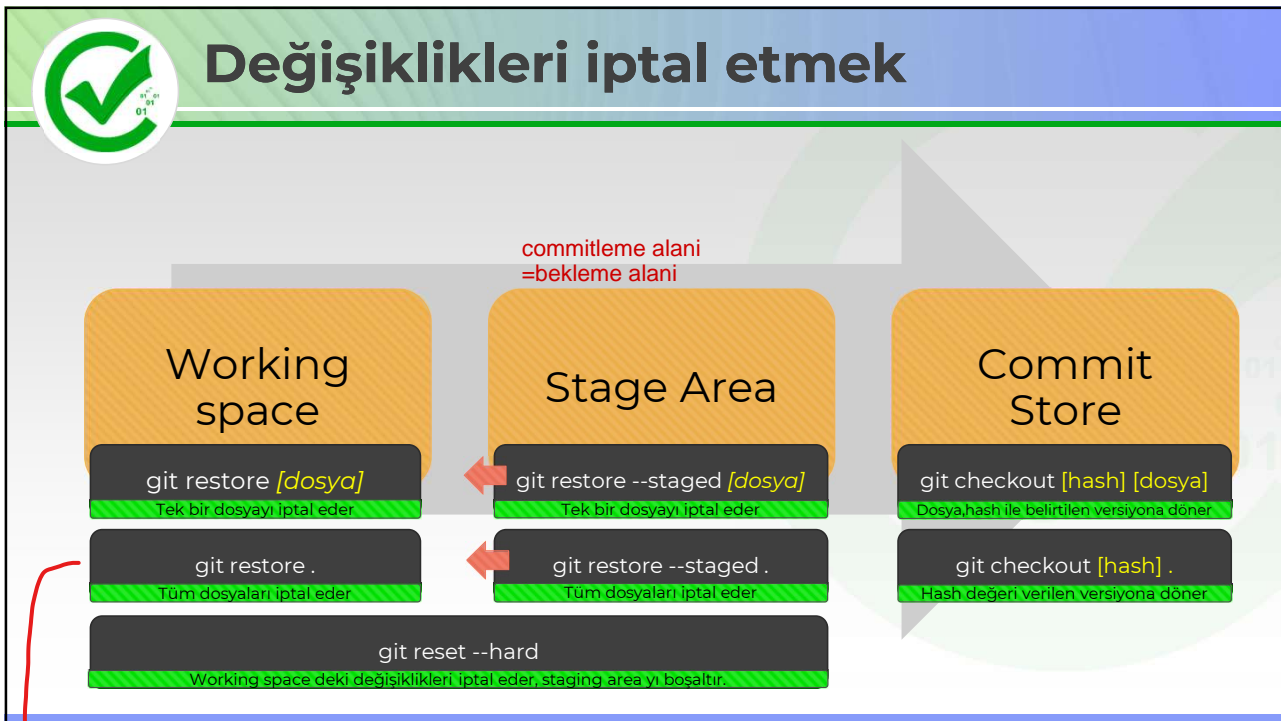 Değişiklikleri iptal etmek
commitleme alani
=bekleme alani
Working
space
git restore [dosya]
Tek bir dosyayı iptal eder
git restore .
Tüm dosyaları iptal eder
Stage Area
git restore --staged [dosya]
Tek bir dosyayı iptal eder
git restore --staged .
Tüm dosyaları iptal eder
git reset --hard
Working space deki değişiklikleri iptal eder, staging area yı boşaltır.
Commit
Store
git checkout [hash] [dosya]
Dosya,hash ile belirtilen versiyona döner
git checkout [hash] .
Hash değeri verilen versiyona döner